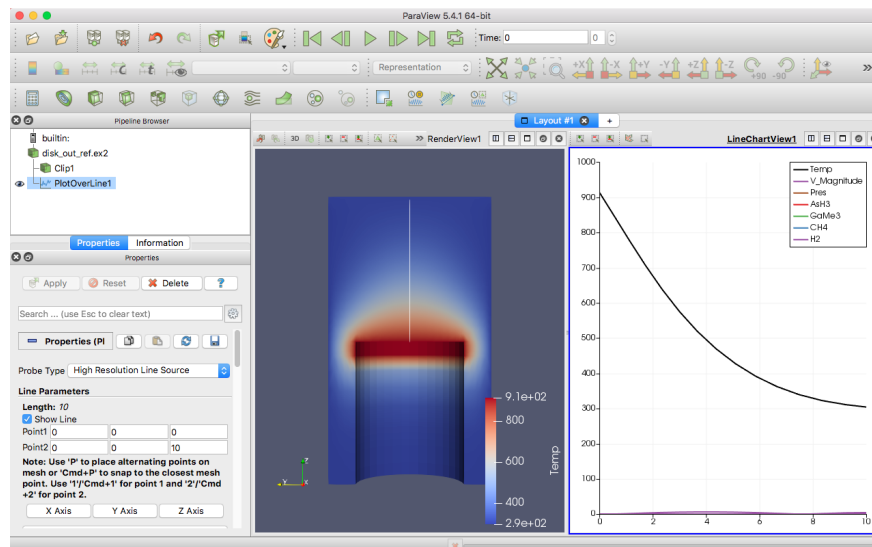 ParaView 5.4.1 64-bit
Time: 0 0
Representation +X -X +Y -Y +Z -Z +90 -90 »
Pipeline Browser
builtin:
disk_out_ref.ex2
Clip1
PlotOverLine1
Properties Information
Properties
Apply Reset Delete ?
Search ... (use Esc to clear text)
Properties (Pl
Probe Type High Resolution Line Source
Line Parameters
Length: 10
Show Line
Point1 0 0 0
Point2 0 0 10
Note: Use 'P' to place alternating points on
mesh or 'Cmd+P' to snap to the closest mesh
point. Use '1'/'Cmd+1' for point 1 and '2'/'Cmd
+2' for point 2.
X Axis Y Axis Z Axis
Layout #1 +
3D » RenderView1
Z
Y X
9.1e+02
800
600
400
2.9e+02
Temp
LineChartView1
1000
900
800
700
600
500
400
300
200
100
0
0 2 4 6 8 10
Temp
V_Magnitude
Pres
AsH3
GaMe3
CH4
H2